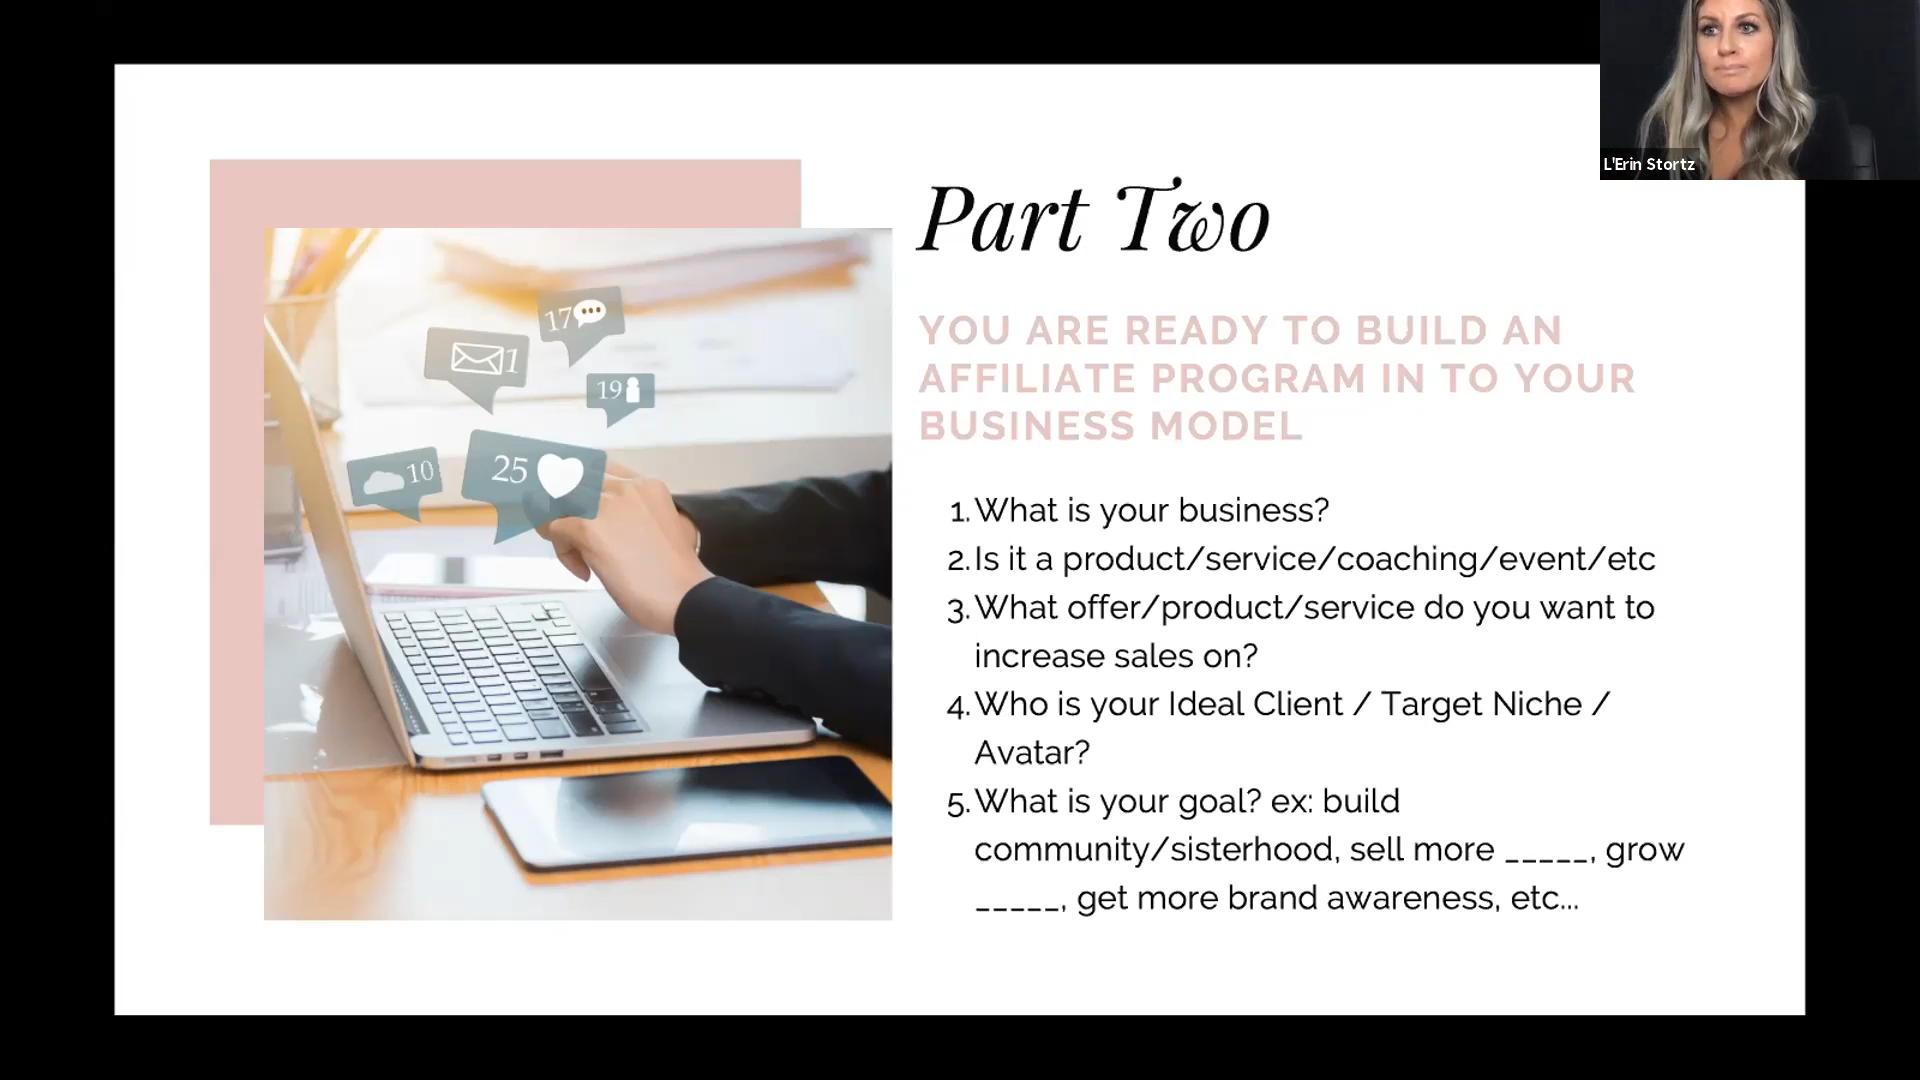 L'Erin Stortz
Part Two
YOU ARE READY TO BUILD AN
AFFILIATE PROGRAM IN TO YOUR
BUSINESS MODEL
17
1
19
10
25
1. What is your business?
2. Is it a product/service/coaching/event/etc
3. What offer/product/service do you want to
increase sales on?
4. Who is your Ideal Client / Target Niche /
Avatar?
5. What is your goal? ex: build
community/sisterhood, sell more _____, grow
_____, get more brand awareness, etc...